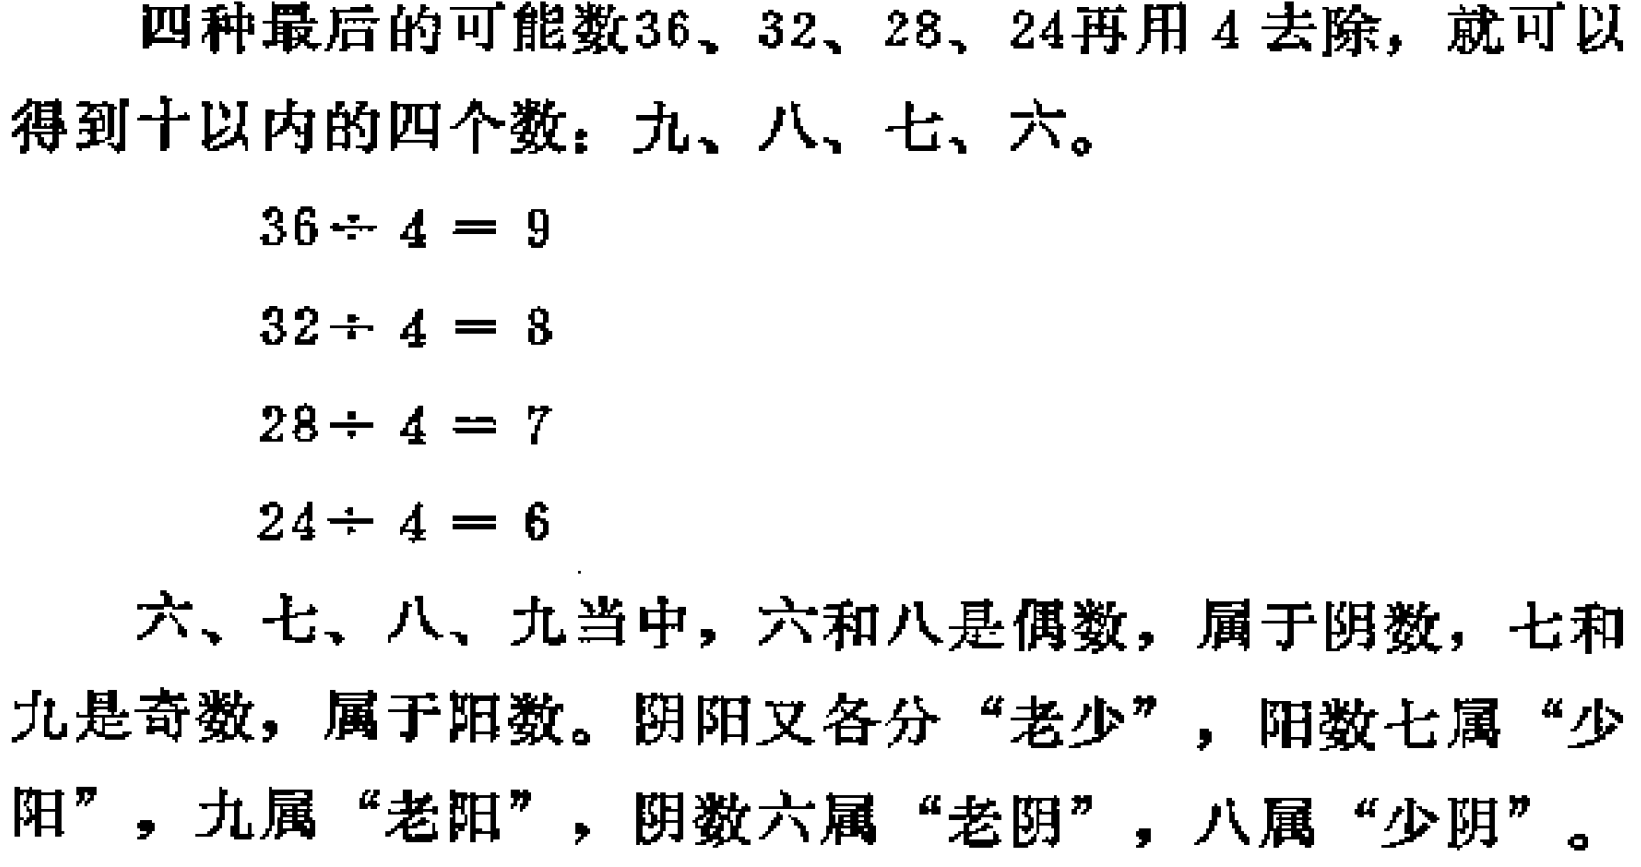 四种最后的可能数36、32、28、24再用4去除，就可以
得到十以内的四个数：九、八、七、六。
36÷4=9
32÷4=8
28÷4=7
24÷4=6
六、七、八、九当中，六和八是偶数，属于阴数，七和
九是奇数，属于阳数。阴阳又各分“老少”，阳数七属“少
阳”，九属“老阳”，阴数六属“老阴”，八属“少阴”。